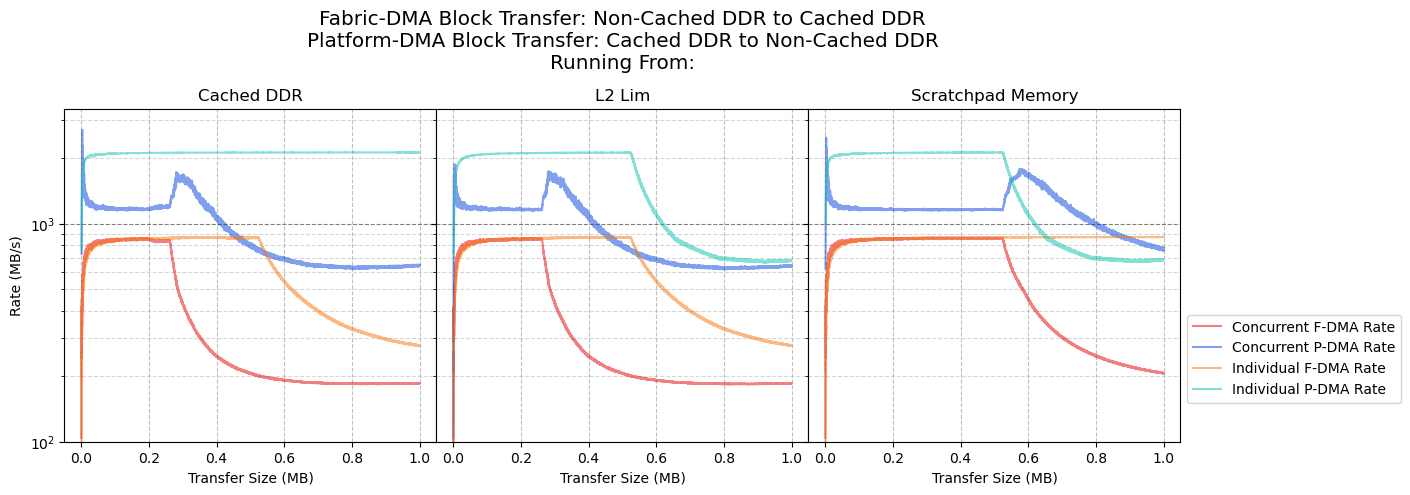 Fabric-DMA Block Transfer: Non-Cached DDR to Cached DDR
Platform-DMA Block Transfer: Cached DDR to Non-Cached DDR
Running From:
Cached DDR
L2 Lim
Scratchpad Memory
Rate (MB/s)
10³
10²
0.0 0.2 0.4 0.6 0.8 1.0
0.0 0.2 0.4 0.6 0.8 1.0
0.0 0.2 0.4 0.6 0.8 1.0
Transfer Size (MB)
Transfer Size (MB)
Transfer Size (MB)
Concurrent F-DMA Rate
Concurrent P-DMA Rate
Individual F-DMA Rate
Individual P-DMA Rate